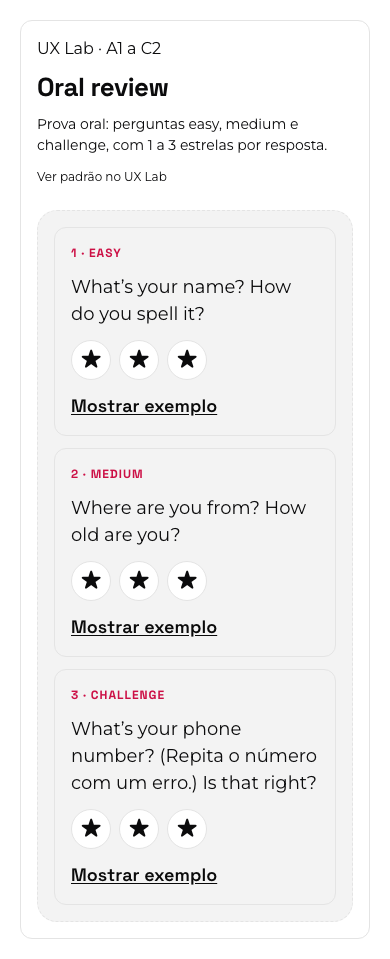 UX Lab · A1 a C2
Oral review
Prova oral: perguntas easy, medium e
challenge, com 1 a 3 estrelas por resposta.
Ver padrão no UX Lab
1 · EASY
What's your name? How
do you spell it?
Mostrar exemplo
2 · MEDIUM
Where are you from? How
old are you?
Mostrar exemplo
3 · CHALLENGE
What's your phone
number? (Repita o número
com um erro.) Is that right?
Mostrar exemplo